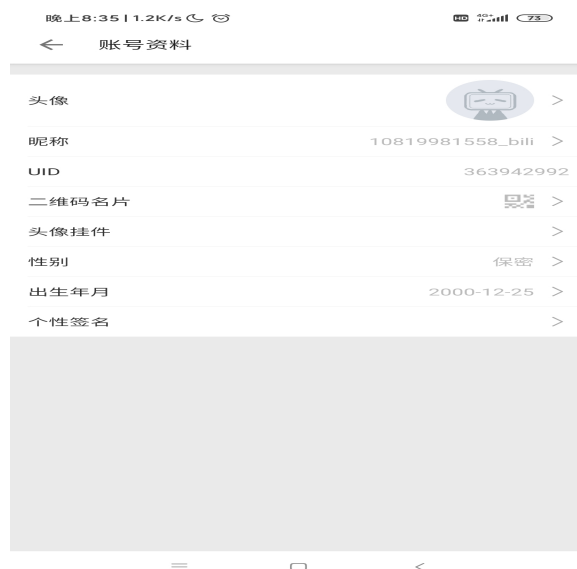 晚上8:35 | 1.2K/s HD 4G+ 73
账号资料
头像
昵称 10819981558_bili
UID 363942992
二维码名片
头像挂件
性别 保密
出生年月 2000-12-25
个性签名